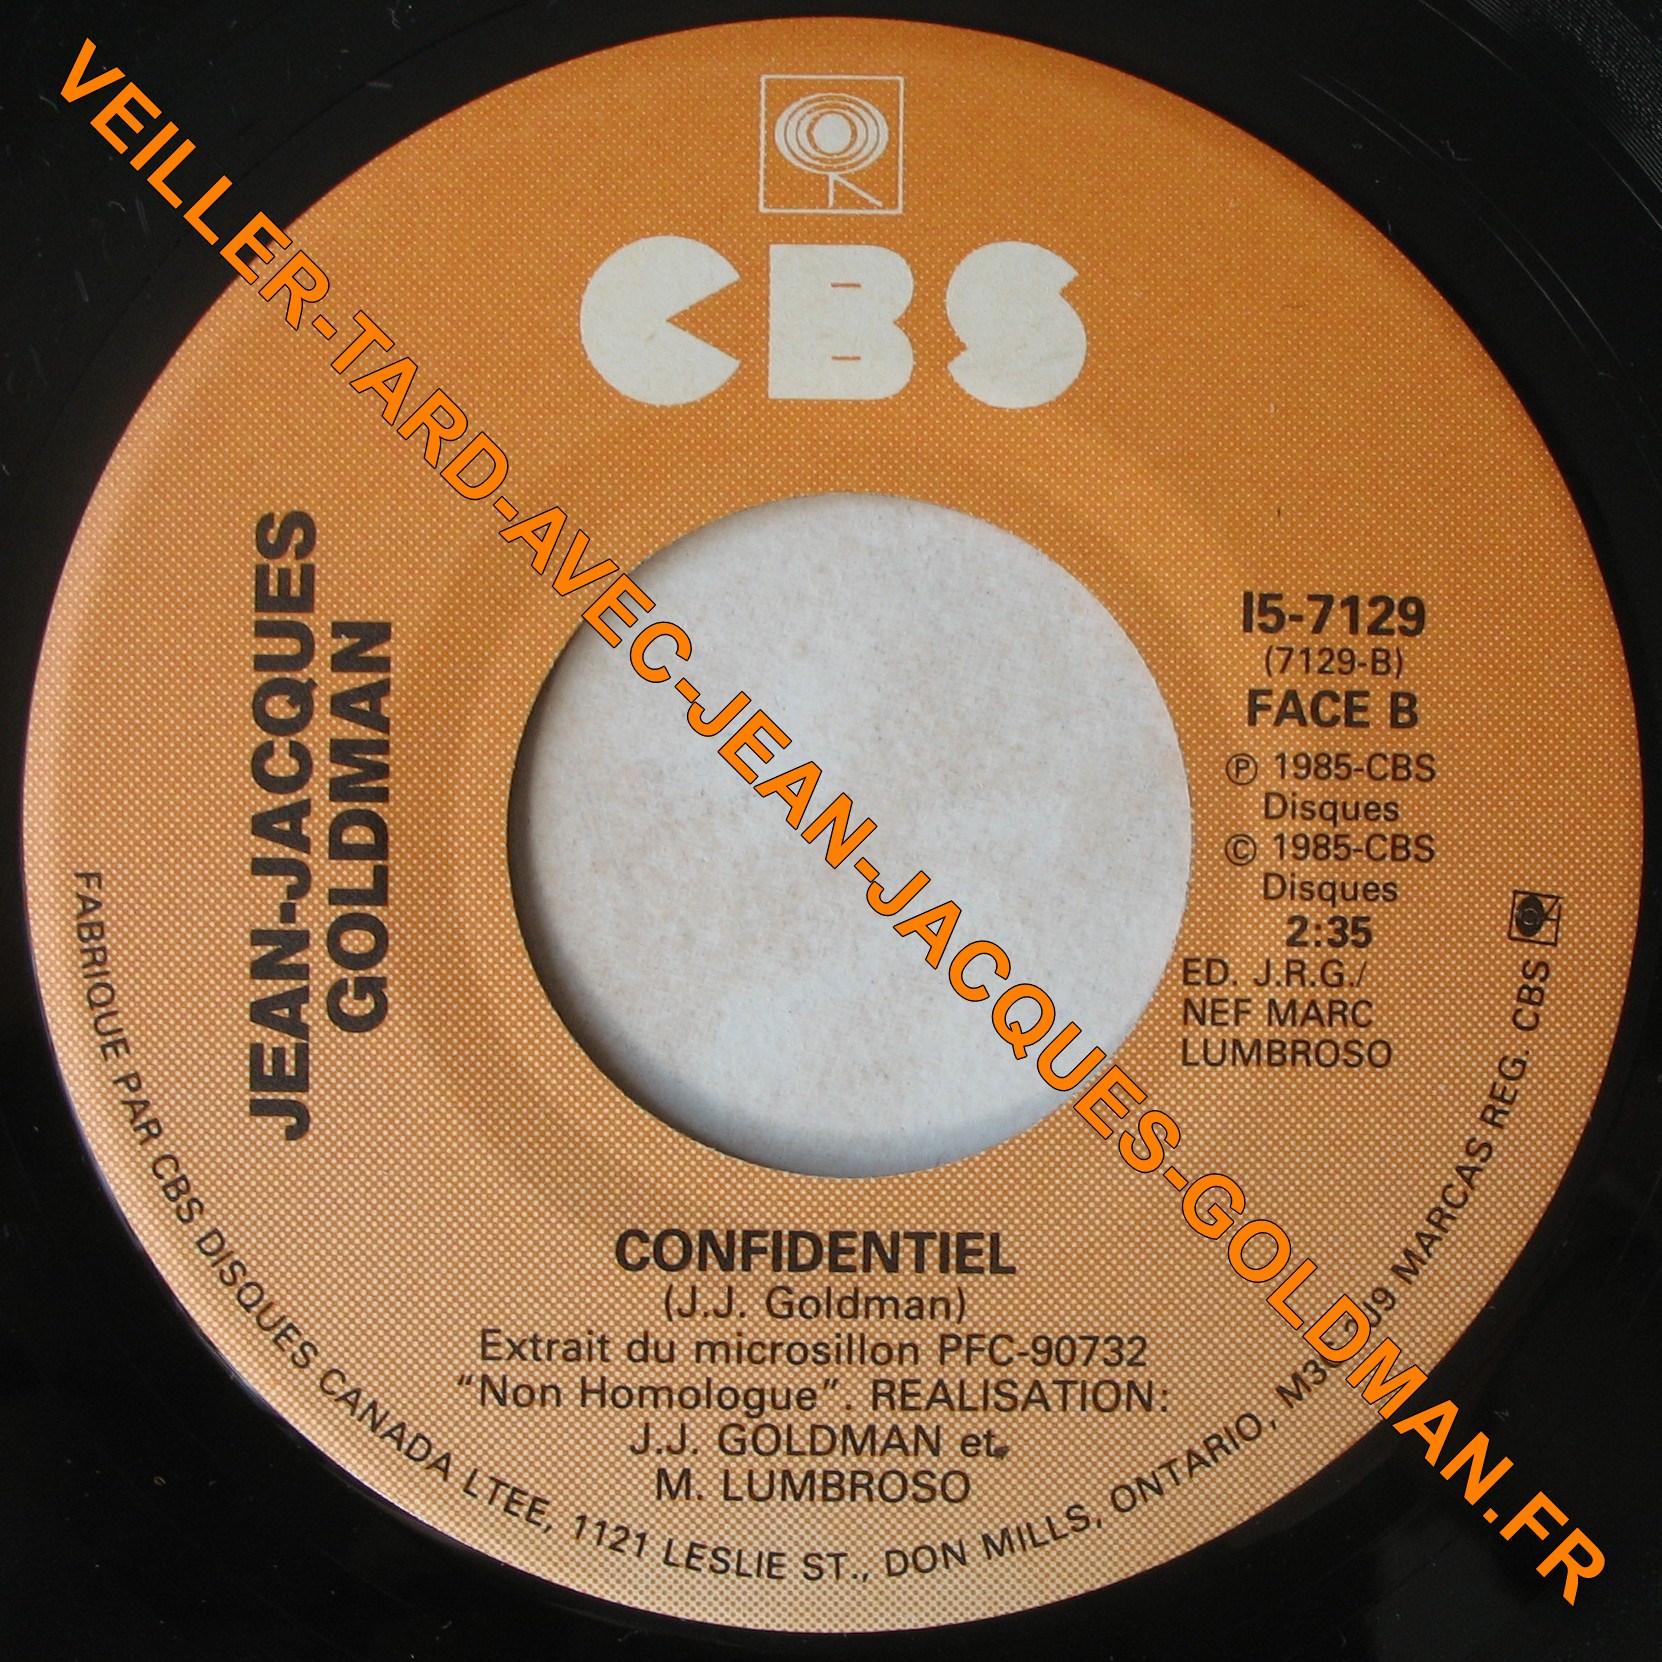 CBS
JEAN-JACQUES
GOLDMAN
I5-7129
(7129-B)
FACE B
Ⓟ 1985-CBS
Disques
© 1985-CBS
Disques
2:35
ED. J.R.G./
NEF MARC
LUMBROSO
CONFIDENTIEL
(J.J. Goldman)
Extrait du microsillon PFC-90732
"Non Homologue". REALISATION:
J.J. GOLDMAN et
M. LUMBROSO
FABRIQUE PAR CBS DISQUES CANADA LTEE, 1121 LESLIE ST., DON MILLS, ONTARIO, MARCAS REG. CBS
VEILLER-TARD-AVEC-JEAN-JACQUES-GOLDMAN.FR